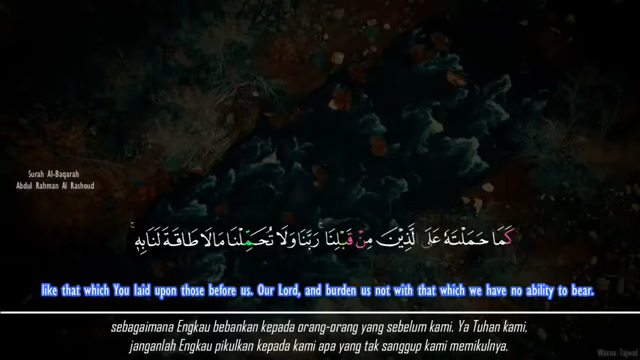 Surah Al-Baqarah
Abdul Rahman Al Rashoud
كَمَا حَمَلْتَهُۥ عَلَى ٱلَّذِينَ مِن قَبْلِنَا ۚ رَبَّنَا وَلَا تُحَمِّلْنَا مَا لَا طَاقَةَ لَنَا بِهِۦ ۖ
like that which You laid upon those before us. Our Lord, and burden us not with that which we have no ability to bear.
sebagaimana Engkau bebankan kepada orang-orang yang sebelum kami. Ya Tuhan kami,
janganlah Engkau pikulkan kepada kami apa yang tak sanggup kami memikulnya.